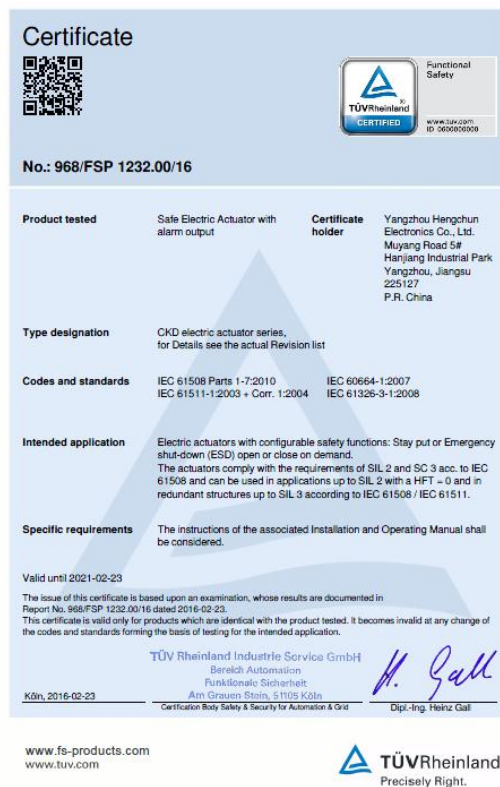 Certificate
TÜVRheinland®
CERTIFIED
Functional
Safety
www.tuv.com
ID 0600000000
No.: 968/FSP 1232.00/16
Product tested
Safe Electric Actuator with
alarm output
Certificate
holder
Yangzhou Hengchun
Electronics Co., Ltd.
Muyang Road 5#
Hanjiang Industrial Park
Yangzhou, Jiangsu
225127
P.R. China
Type designation
CKD electric actuator series,
for Details see the actual Revision list
Codes and standards
IEC 61508 Parts 1-7:2010
IEC 61511-1:2003 + Corr. 1:2004
IEC 60664-1:2007
IEC 61326-3-1:2008
Intended application
Electric actuators with configurable safety functions: Stay put or Emergency
shut-down (ESD) open or close on demand.
The actuators comply with the requirements of SIL 2 and SC 3 acc. to IEC
61508 and can be used in applications up to SIL 2 with a HFT = 0 and in
redundant structures up to SIL 3 according to IEC 61508 / IEC 61511.
Specific requirements
The instructions of the associated Installation and Operating Manual shall
be considered.
Valid until 2021-02-23
The issue of this certificate is based upon an examination, whose results are documented in
Report No. 968/FSP 1232.00/16 dated 2016-02-23.
This certificate is valid only for products which are identical with the product tested. It becomes invalid at any change of
the codes and standards forming the basis of testing for the intended application.
TÜV Rheinland Industrie Service GmbH
Bereich Automation
Funktionale Sicherheit
Am Grauen Stein, 51105 Köln
H. Gall
Köln, 2016-02-23
Certification Body Safety & Security for Automation & Grid
Dipl.-Ing. Heinz Gall
www.fs-products.com
www.tuv.com
TÜVRheinland
Precisely Right.